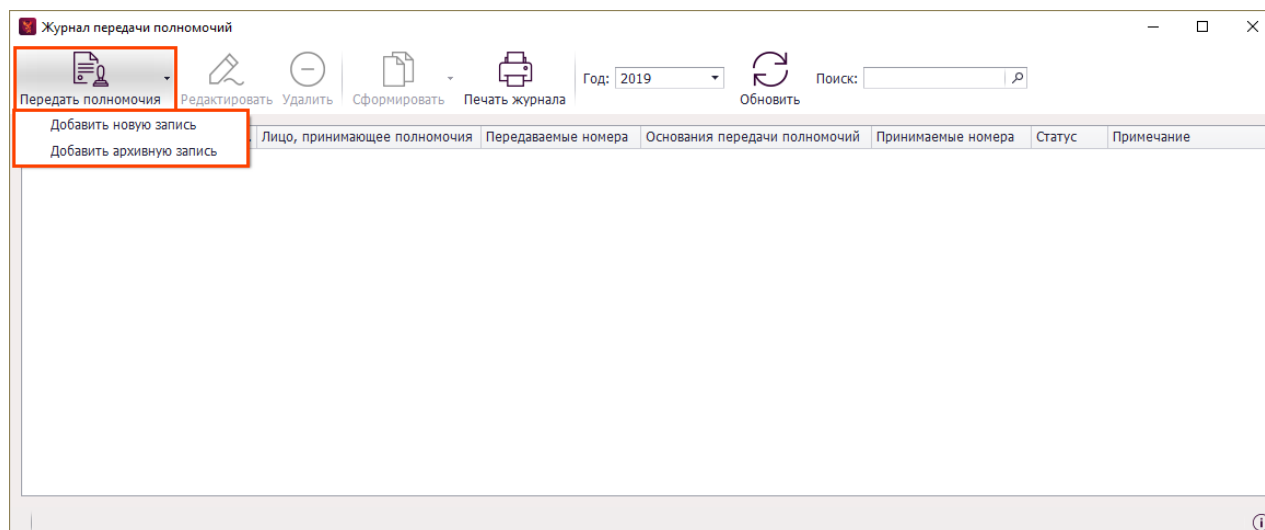 Журнал передачи полномочий
Передать полномочия Редактировать Удалить Сформировать Печать журнала Год: 2019 Обновить Поиск:
Добавить новую запись
Добавить архивную запись
Лицо, принимающее полномочия Передаваемые номера Основания передачи полномочий Принимаемые номера Статус Примечание